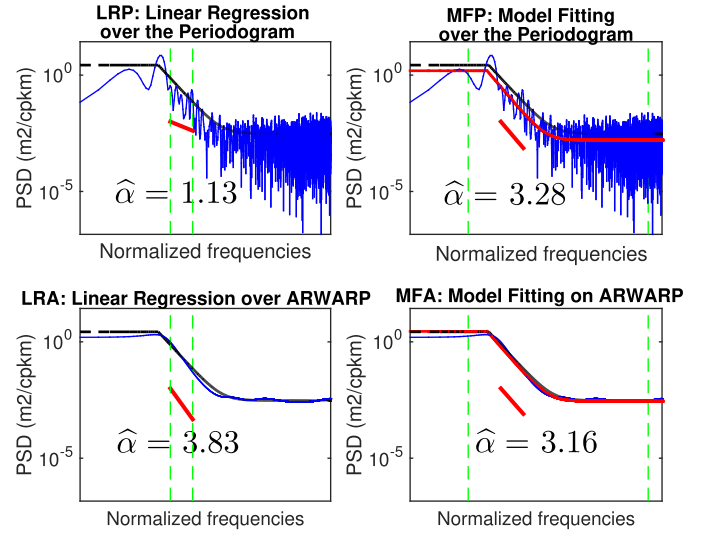 LRP: Linear Regression
over the Periodogram
MFP: Model Fitting
over the Periodogram
PSD (m2/cpkm)
10^0
10^-5
α̂ = 1.13
Normalized frequencies
PSD (m2/cpkm)
10^0
10^-5
α̂ = 3.28
Normalized frequencies
LRA: Linear Regression over ARWARP
MFA: Model Fitting on ARWARP
PSD (m2/cpkm)
10^0
10^-5
α̂ = 3.83
Normalized frequencies
PSD (m2/cpkm)
10^0
10^-5
α̂ = 3.16
Normalized frequencies